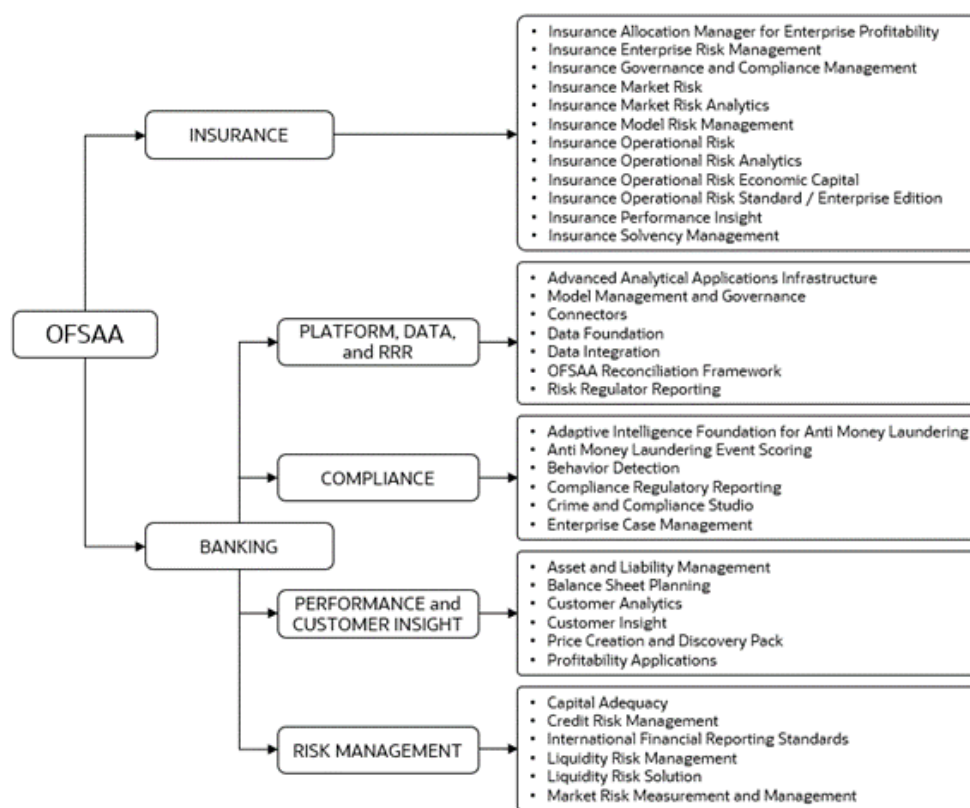 OFSAA
INSURANCE
• Insurance Allocation Manager for Enterprise Profitability
• Insurance Enterprise Risk Management
• Insurance Governance and Compliance Management
• Insurance Market Risk
• Insurance Market Risk Analytics
• Insurance Model Risk Management
• Insurance Operational Risk
• Insurance Operational Risk Analytics
• Insurance Operational Risk Economic Capital
• Insurance Operational Risk Standard / Enterprise Edition
• Insurance Performance Insight
• Insurance Solvency Management
BANKING
PLATFORM, DATA,
and RRR
• Advanced Analytical Applications Infrastructure
• Model Management and Governance
• Connectors
• Data Foundation
• Data Integration
• OFSAA Reconciliation Framework
• Risk Regulator Reporting
COMPLIANCE
• Adaptive Intelligence Foundation for Anti Money Laundering
• Anti Money Laundering Event Scoring
• Behavior Detection
• Compliance Regulatory Reporting
• Crime and Compliance Studio
• Enterprise Case Management
PERFORMANCE and
CUSTOMER INSIGHT
• Asset and Liability Management
• Balance Sheet Planning
• Customer Analytics
• Customer Insight
• Price Creation and Discovery Pack
• Profitability Applications
RISK MANAGEMENT
• Capital Adequacy
• Credit Risk Management
• International Financial Reporting Standards
• Liquidity Risk Management
• Liquidity Risk Solution
• Market Risk Measurement and Management